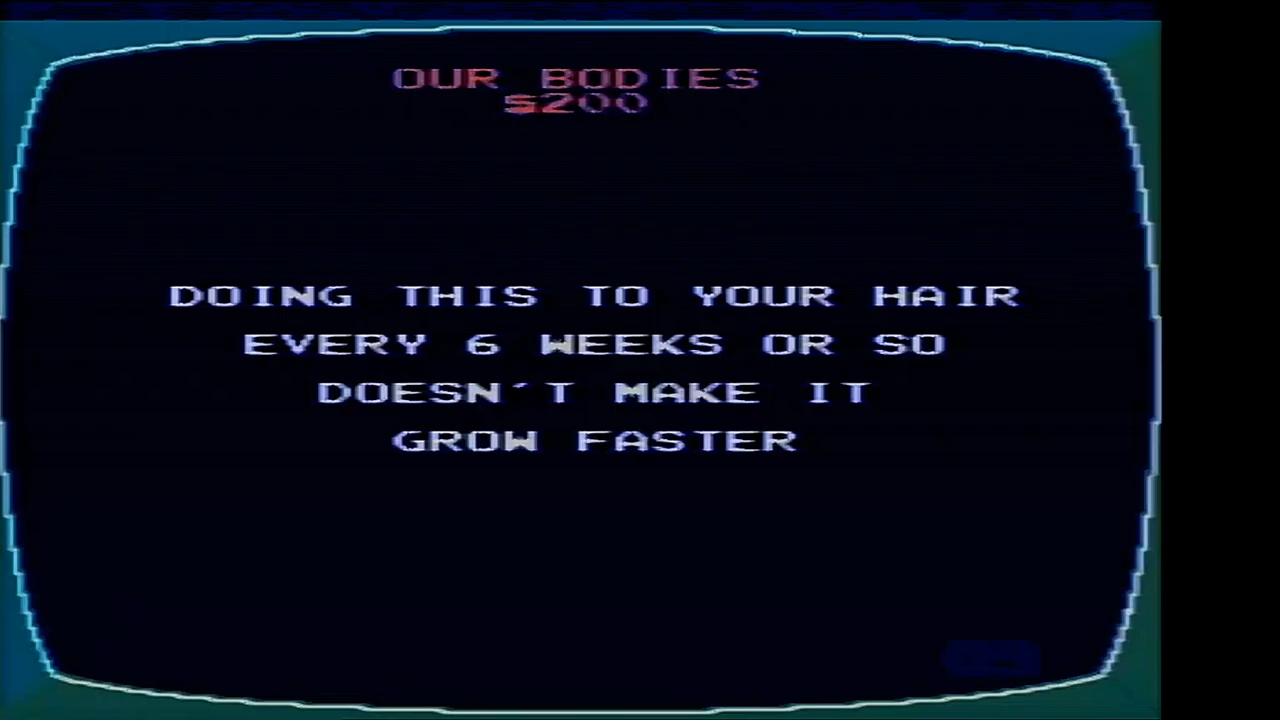 OUR BODIES
$200
DOING THIS TO YOUR HAIR
EVERY 6 WEEKS OR SO
DOESN'T MAKE IT
GROW FASTER